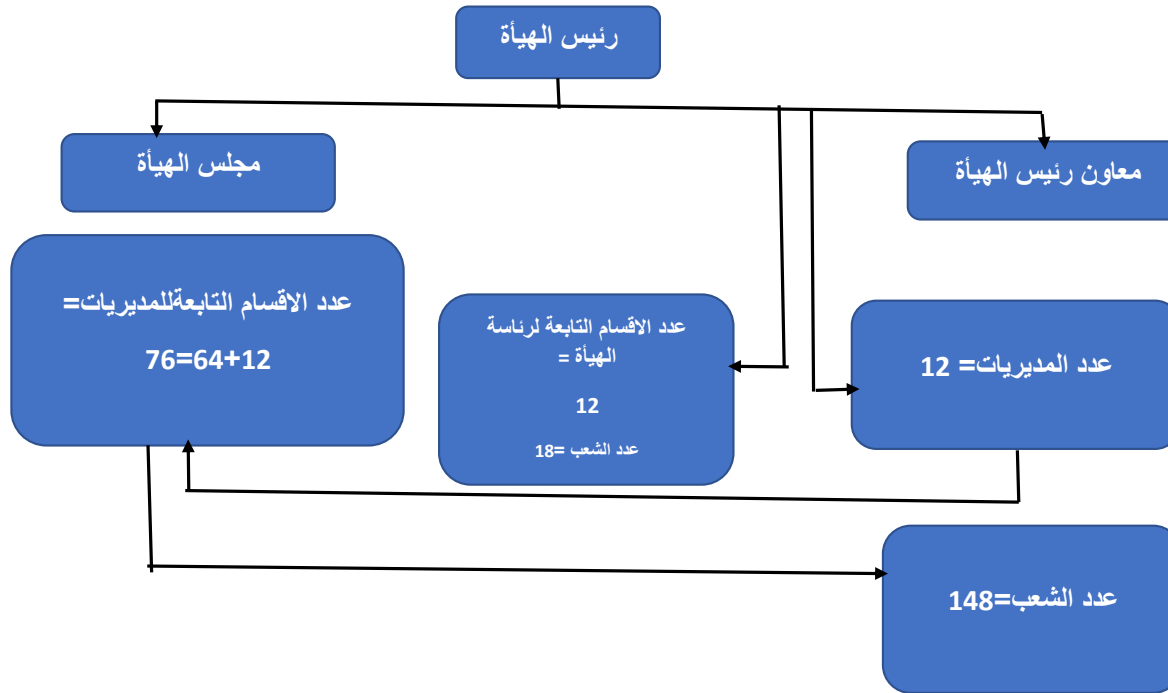 رئيس الهيأة
معاون رئيس الهيأة
مجلس الهيأة
عدد المديريات= 12
عدد الاقسام التابعة لرئاسة
الهيأة =
12
عدد الشعب =18
عدد الاقسام التابعةللمديريات=
76=64+12
عدد الشعب=148